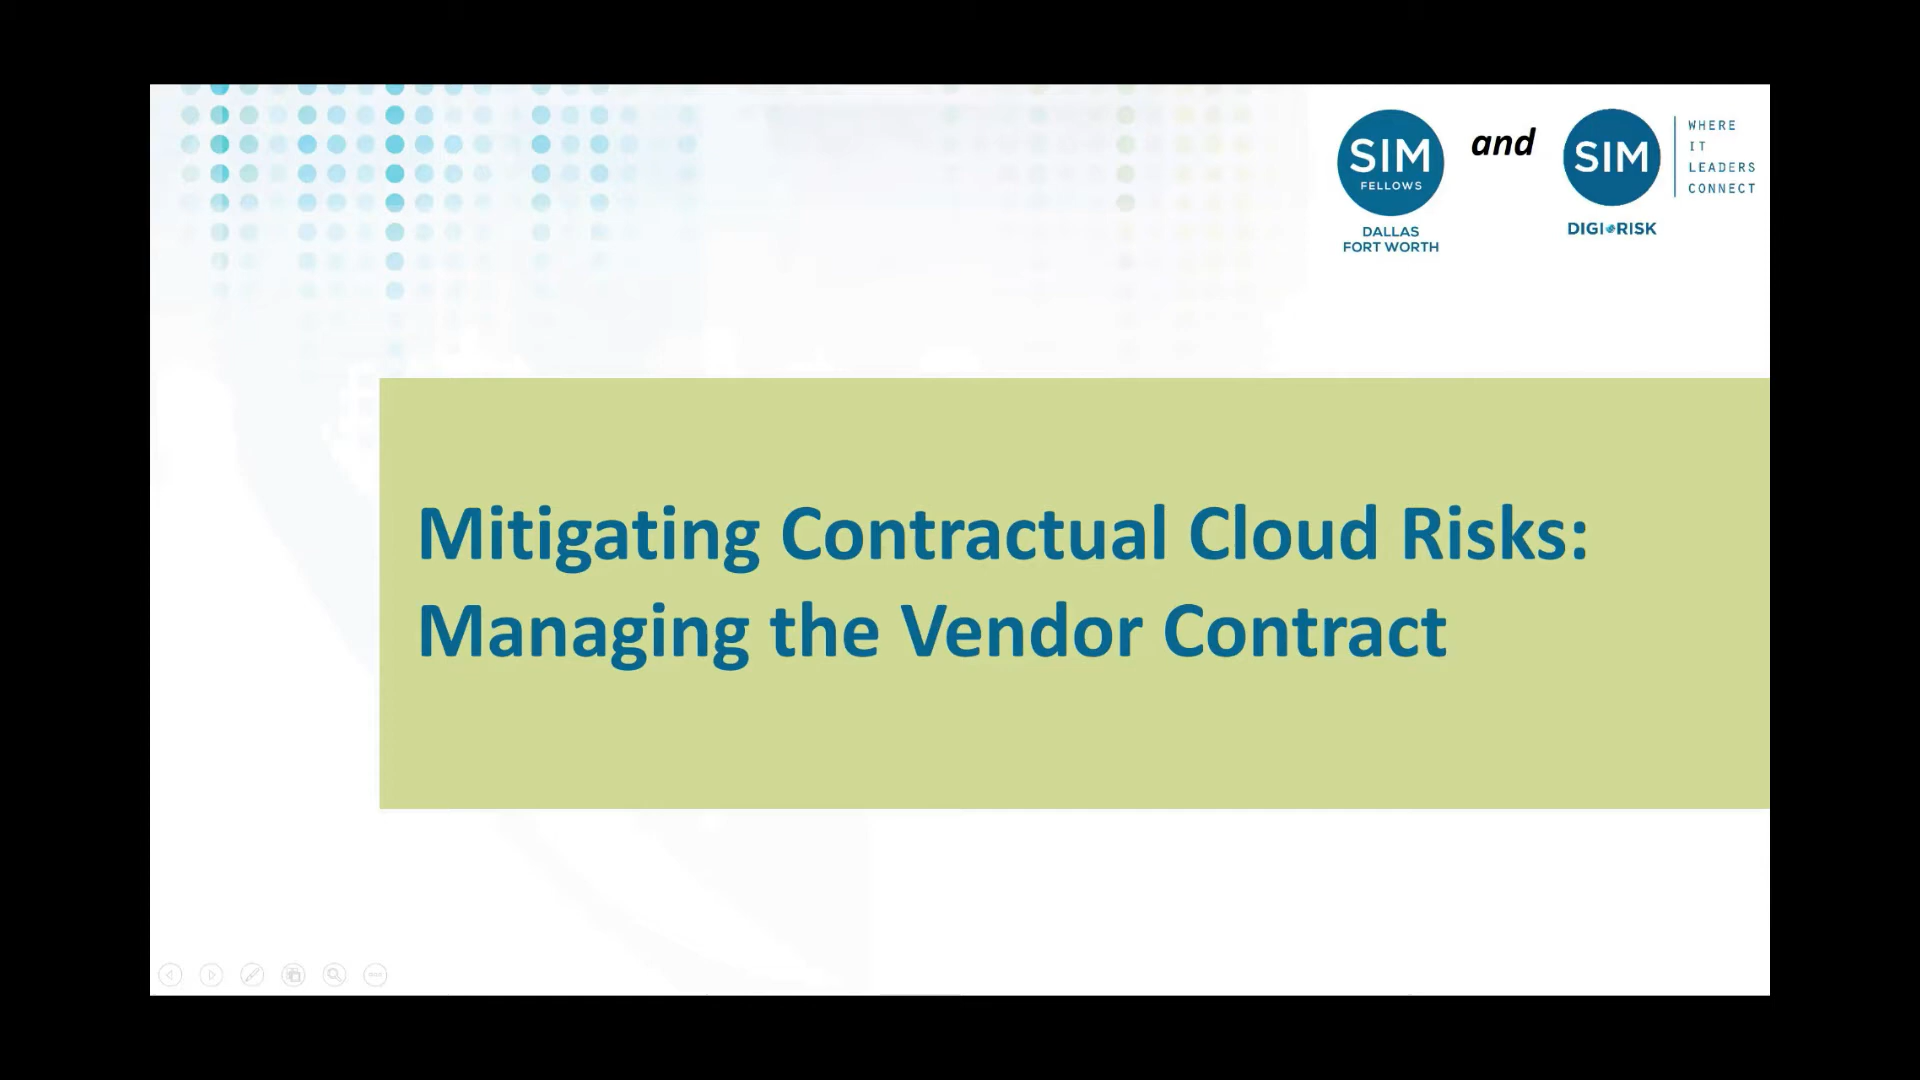 SIM
FELLOWS
DALLAS
FORT WORTH
and
SIM
DIGI RISK
WHERE
IT
LEADERS
CONNECT
Mitigating Contractual Cloud Risks:
Managing the Vendor Contract